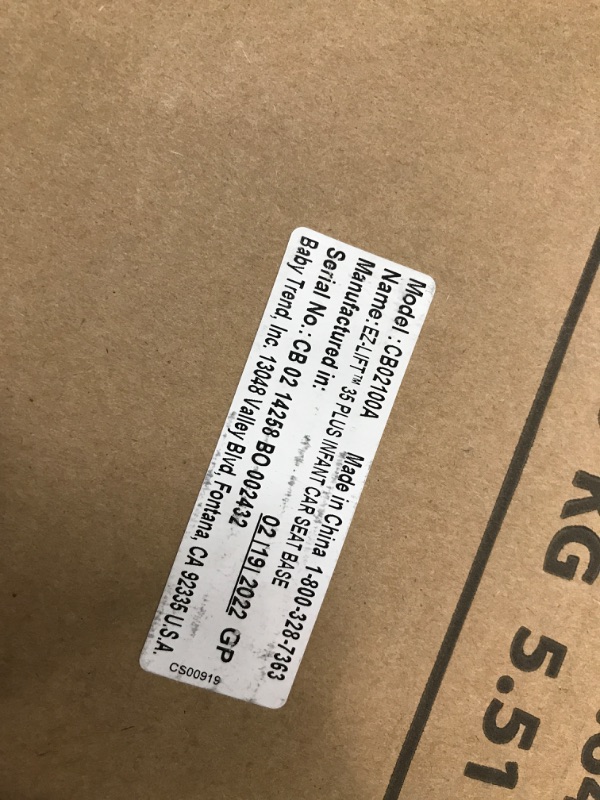 Model : CB02100A Made in China 1-800-328-7363
Name : EZ-LIFT™ 35 PLUS INFANT CAR SEAT BASE
Manufactured in: 02 | 19 | 2022 GP
Serial No.: CB 02 14258 BO 002432
Baby Trend, Inc. 13048 Valley Blvd, Fontana, CA 92335 U.S.A.
CS00919
KG
5.51